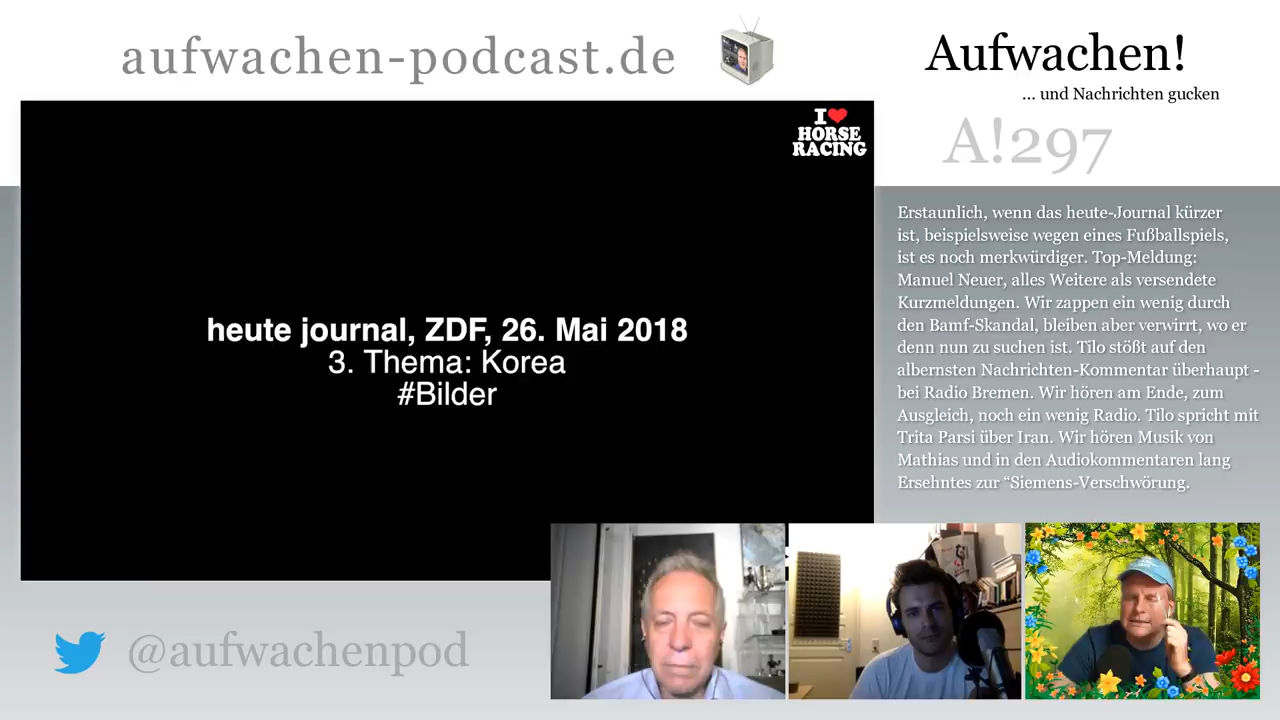 aufwachen-podcast.de
Aufwachen!
... und Nachrichten gucken
A!297
I
HORSE
RACING
heute journal, ZDF, 26. Mai 2018
3. Thema: Korea
#Bilder
Erstaunlich, wenn das heute-Journal kürzer
ist, beispielsweise wegen eines Fußballspiels,
ist es noch merkwürdiger. Top-Meldung:
Manuel Neuer, alles Weitere als versendete
Kurzmeldungen. Wir zappen ein wenig durch
den Bamf-Skandal, bleiben aber verwirrt, wo er
denn nun zu suchen ist. Tilo stößt auf den
albernsten Nachrichten-Kommentar überhaupt -
bei Radio Bremen. Wir hören am Ende, zum
Ausgleich, noch ein wenig Radio. Tilo spricht mit
Trita Parsi über Iran. Wir hören Musik von
Mathias und in den Audiokommentaren lang
Ersehntes zur “Siemens-Verschwörung.
@aufwachenpod